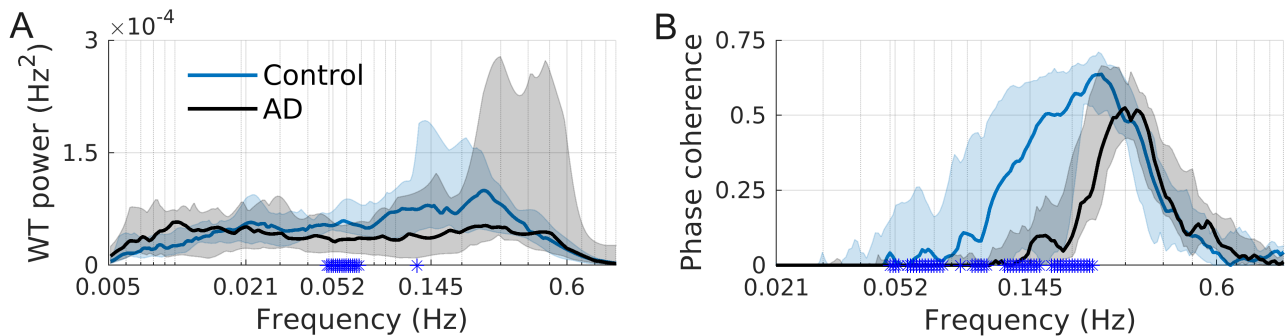 A
×10⁻⁴
3
1.5
0
WT power (Hz²)
Control
AD
0.005
0.021
0.052
0.145
0.6
Frequency (Hz)
B
0.75
0.5
0.25
0
Phase coherence
0.021
0.052
0.145
0.6
Frequency (Hz)